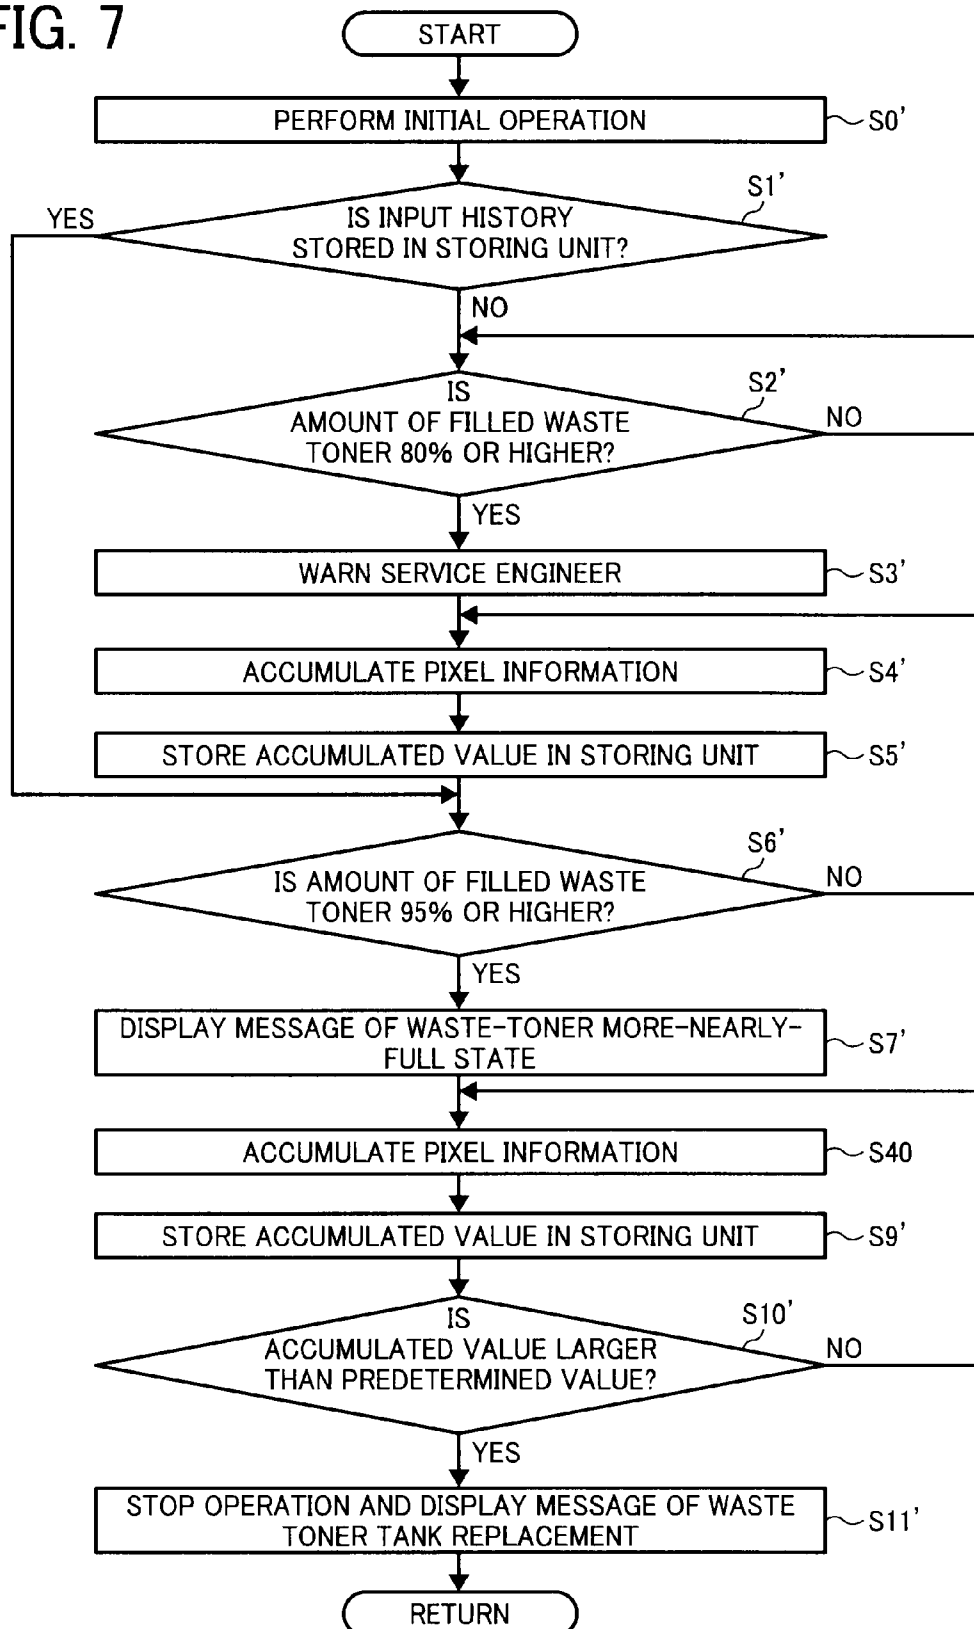 FIG. 7
START
PERFORM INITIAL OPERATION
S0'
S1'
YES
IS INPUT HISTORY
STORED IN STORING UNIT?
NO
S2'
IS
AMOUNT OF FILLED WASTE
TONER 80% OR HIGHER?
NO
YES
WARN SERVICE ENGINEER
S3'
ACCUMULATE PIXEL INFORMATION
S4'
STORE ACCUMULATED VALUE IN STORING UNIT
S5'
S6'
IS AMOUNT OF FILLED WASTE
TONER 95% OR HIGHER?
NO
YES
DISPLAY MESSAGE OF WASTE-TONER MORE-NEARLY-
FULL STATE
S7'
ACCUMULATE PIXEL INFORMATION
S40
STORE ACCUMULATED VALUE IN STORING UNIT
S9'
S10'
IS
ACCUMULATED VALUE LARGER
THAN PREDETERMINED VALUE?
NO
YES
STOP OPERATION AND DISPLAY MESSAGE OF WASTE
TONER TANK REPLACEMENT
S11'
RETURN